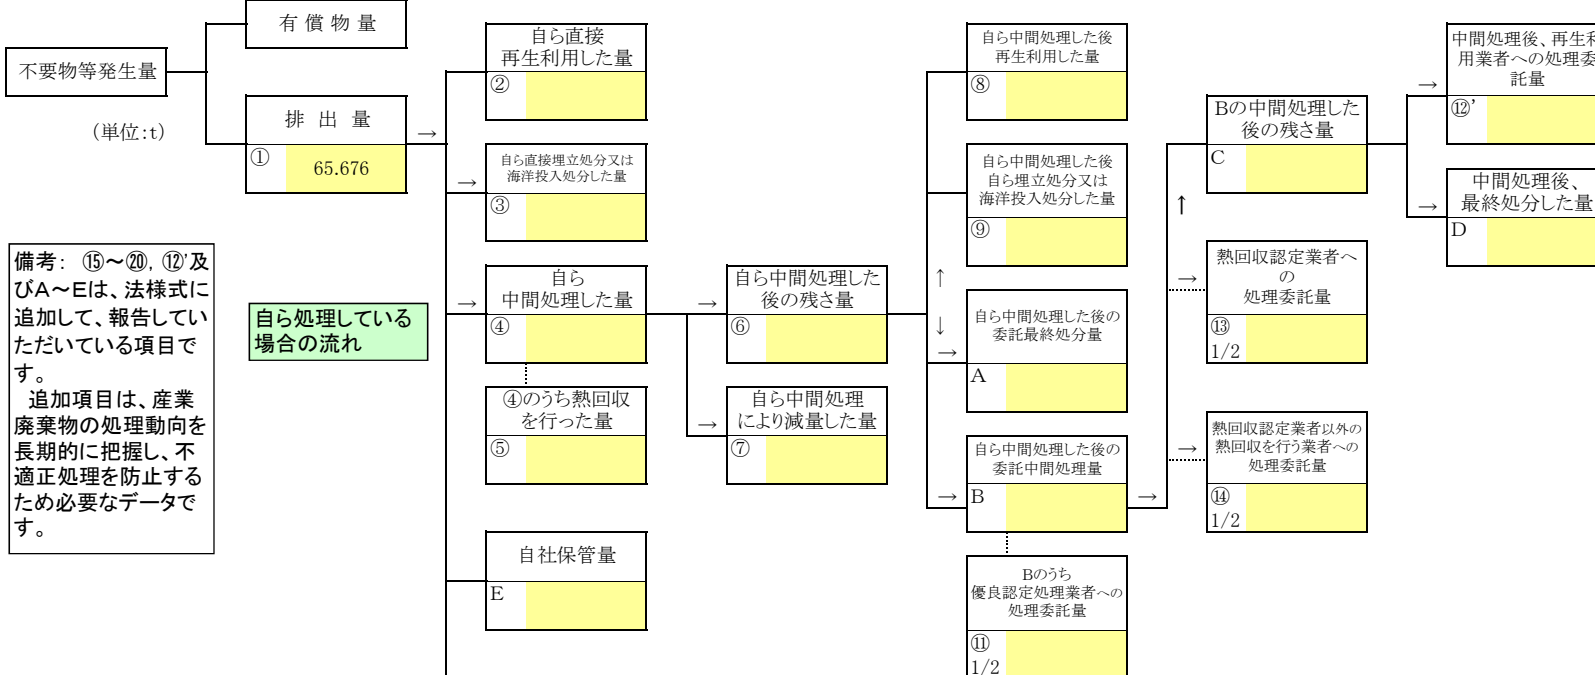 有 償 物 量
不要物等発生量
(単位:t)
排 出 量
→
①
65.676
備考： ⑮～⑳, ⑫'及
びA～Eは、法様式に
追加して、報告してい
ただいている項目で
す。
追加項目は、産業
廃棄物の処理動向を
長期的に把握し、不
適正処理を防止する
ため必要なデータで
す。
自ら処理している
場合の流れ
自ら直接
再生利用した量
②
→
自ら直接埋立処分又は
海洋投入処分した量
③
→
自ら
中間処理した量
④
④のうち熱回収
を行った量
⑤
自社保管量
E
→
自ら中間処理した
後の残さ量
⑥
→
自ら中間処理
により減量した量
⑦
自ら中間処理した後
再生利用した量
⑧
自ら中間処理した後
自ら埋立処分又は
海洋投入処分した量
⑨
↑
↓
→
自ら中間処理した後の
委託最終処分量
A
自ら中間処理した後の
委託中間処理量
→
B
→
Bのうち
優良認定処理業者への
処理委託量
⑪
1/2
Bの中間処理した
後の残さ量
C
↑
→
熱回収認定業者へ
の
処理委託量
⑬
1/2
→
熱回収認定業者以外の
熱回収を行う業者への
処理委託量
⑭
1/2
→
中間処理後、再生利
用業者への処理委
託量
⑫'
→
中間処理後、
最終処分した量
D